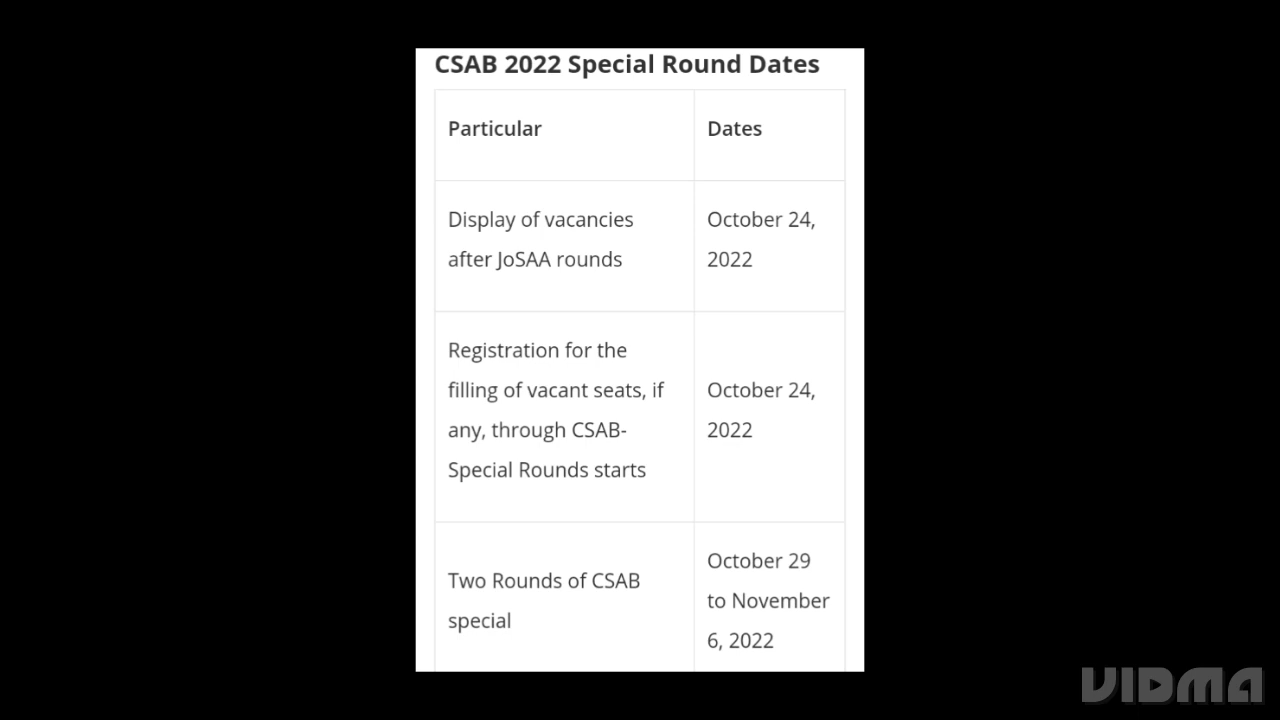 CSAB 2022 Special Round Dates
Particular
Dates
Display of vacancies
after JoSAA rounds
October 24,
2022
Registration for the
filling of vacant seats, if
any, through CSAB-
Special Rounds starts
October 24,
2022
Two Rounds of CSAB
special
October 29
to November
6, 2022
VIDMA